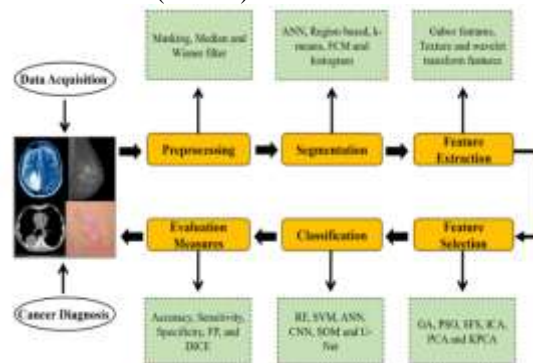 Masking, Median and
Wiener filter
ANN, Region based, k-
means, FCM and
histogram
Gabor features,
Texture and wavelet
transform features
Data Acquisition
Preprocessing
Segmentation
Feature
Extraction
Evaluation
Measures
Classification
Feature
Selection
Cancer Diagnosis
Accuracy, Sensitivity,
Specificity, FP, and
DICE
RF, SVM, ANN,
CNN, SOM and U-
Net
GA, PSO, SFS, ICA,
PCA and KPCA